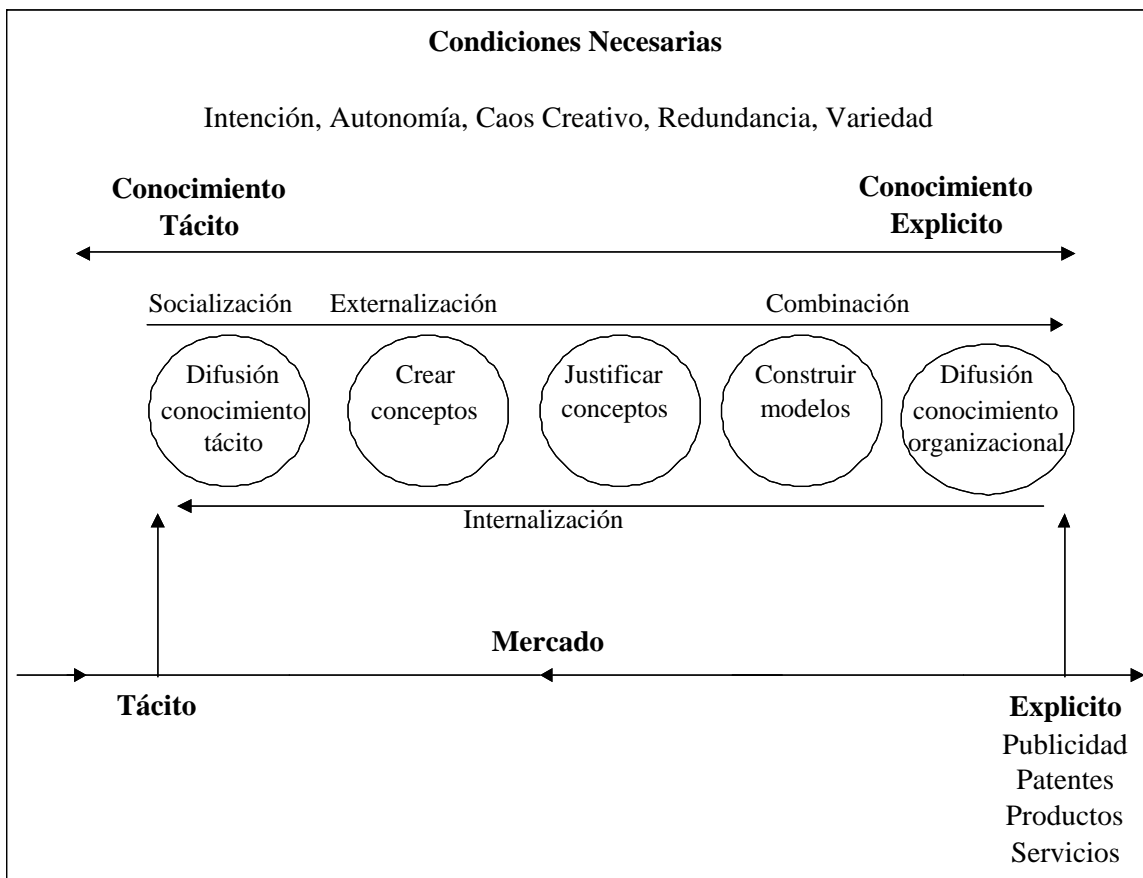 Condiciones Necesarias
Intención, Autonomía, Caos Creativo, Redundancia, Variedad
Conocimiento
Tácito
Conocimiento
Explicito
Socialización
Externalización
Combinación
Difusión
conocimiento
tácito
Crear
conceptos
Justificar
conceptos
Construir
modelos
Difusión
conocimiento
organizacional
Internalización
Mercado
Tácito
Explicito
Publicidad
Patentes
Productos
Servicios